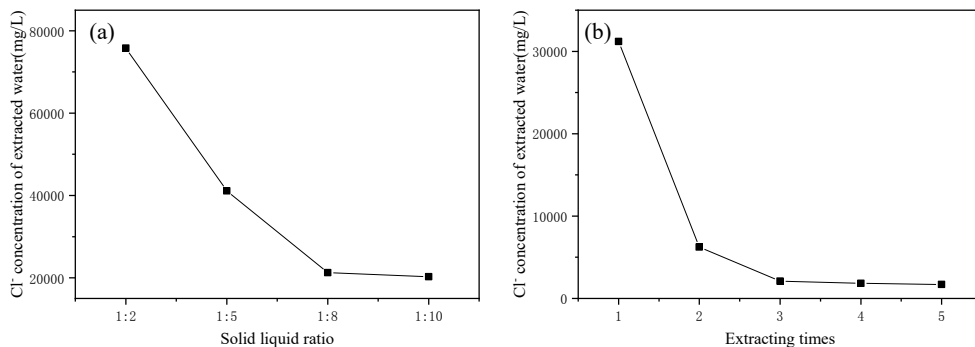 (a)
Cl⁻ concentration of extracted water(mg/L)
80000
60000
40000
20000
1:2 1:5 1:8 1:10
Solid liquid ratio
(b)
Cl⁻ concentration of extracted water(mg/L)
30000
20000
10000
0
1 2 3 4 5
Extracting times